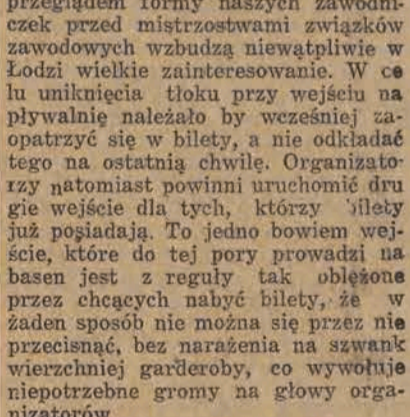 przeglądem formy naszych zawodni-
czek przed mistrzostwami związków
zawodowych wzbudzą niewątpliwie w
Łodzi wielkie zainteresowanie. W ce
lu uniknięcia tłoku przy wejściu na
pływalnię należało by wcześniej za-
opatrzyć się w bilety, a nie odkładać
tego na ostatnią chwilę. Organizato-
rzy natomiast powinni uruchomić dru
gie wejście dla tych, którzy bilety
już posiadają. To jedno bowiem wej-
ście, które do tej pory prowadzi na
basen jest z reguły tak oblężone
przez chcących nabyć bilety, że w
żaden sposób nie można się przez nie
przecisnąć, bez narażenia na szwank
wierzchniej garderoby, co wywołuje
niepotrzebne gromy na głowy orga-
nizatorów